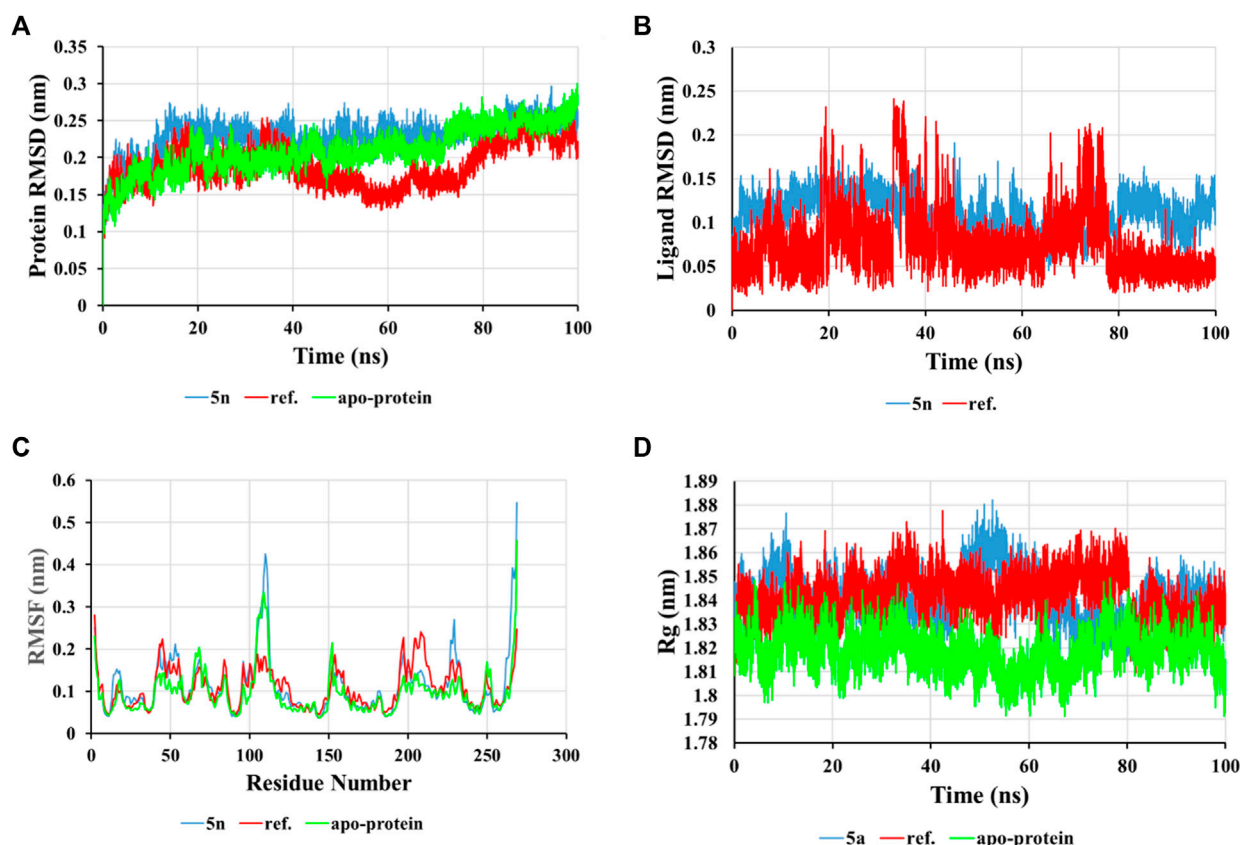 A
Protein RMSD (nm)
0.35
0.3
0.25
0.2
0.15
0.1
0.05
0
0 20 40 60 80 100
Time (ns)
5n ref. apo-protein
B
Ligand RMSD (nm)
0.3
0.25
0.2
0.15
0.1
0.05
0
0 20 40 60 80 100
Time (ns)
5n ref.
C
RMSF (nm)
0.6
0.5
0.4
0.3
0.2
0.1
0
0 50 100 150 200 250 300
Residue Number
5n ref. apo-protein
D
Rg (nm)
1.89
1.88
1.87
1.86
1.85
1.84
1.83
1.82
1.81
1.8
1.79
1.78
0 20 40 60 80 100
Time (ns)
5a ref. apo-protein